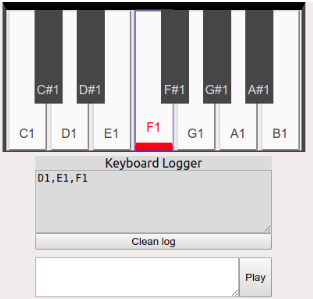 C#1 D#1 F#1 G#1 A#1
C1 D1 E1 F1 G1 A1 B1
Keyboard Logger
D1,E1,F1
Clean log
Play